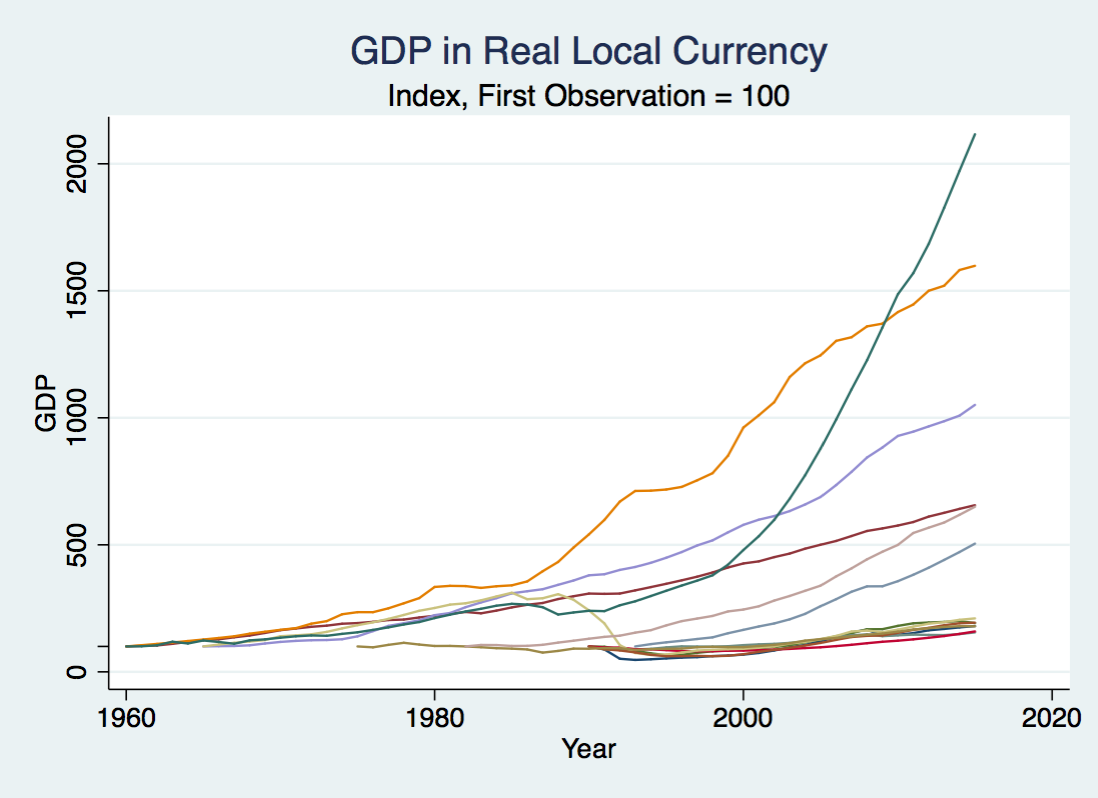 GDP in Real Local Currency
Index, First Observation = 100
2000
1500
1000
500
0
GDP
1960 1980 2000 2020
Year